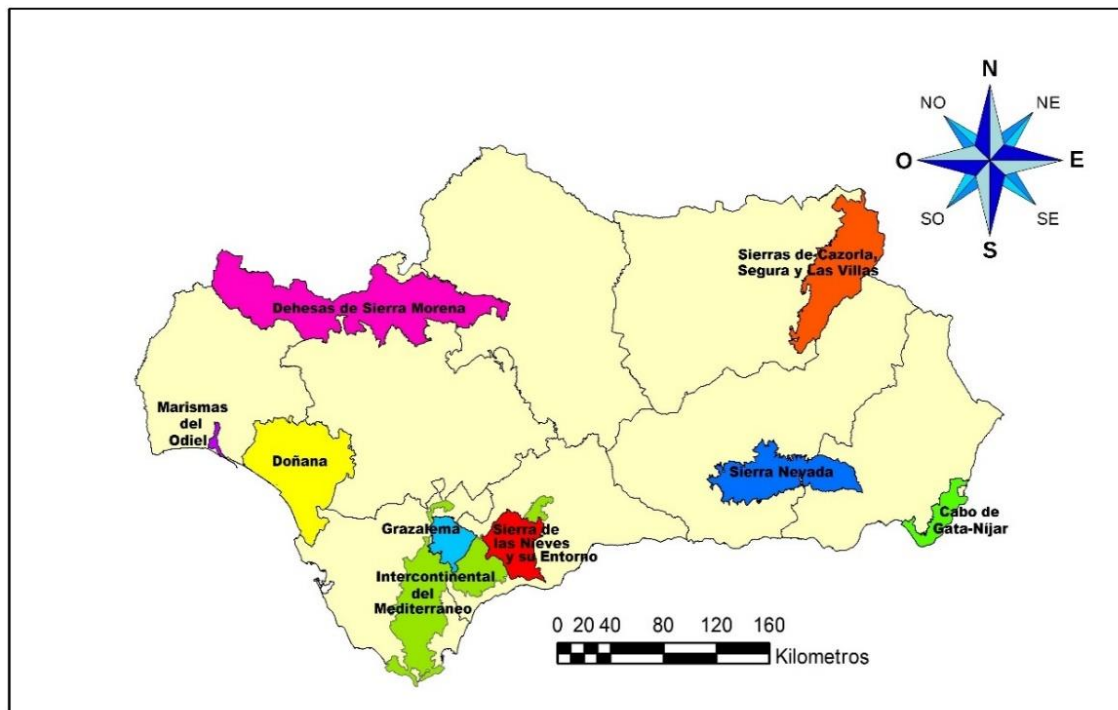 N
NO
NE
O
E
SO
SE
S
Sierras de Cazorla,
Segura y Las Villas
Dehesas de Sierra Morena
Marismas
del
Odiel
Doñana
Sierra Nevada
Cabo de
Gata-Níjar
Grazalema
Sierra de
las Nieves
y su Entorno
Intercontinental
del
Mediterráneo
0 20 40 80 120 160
Kilometros